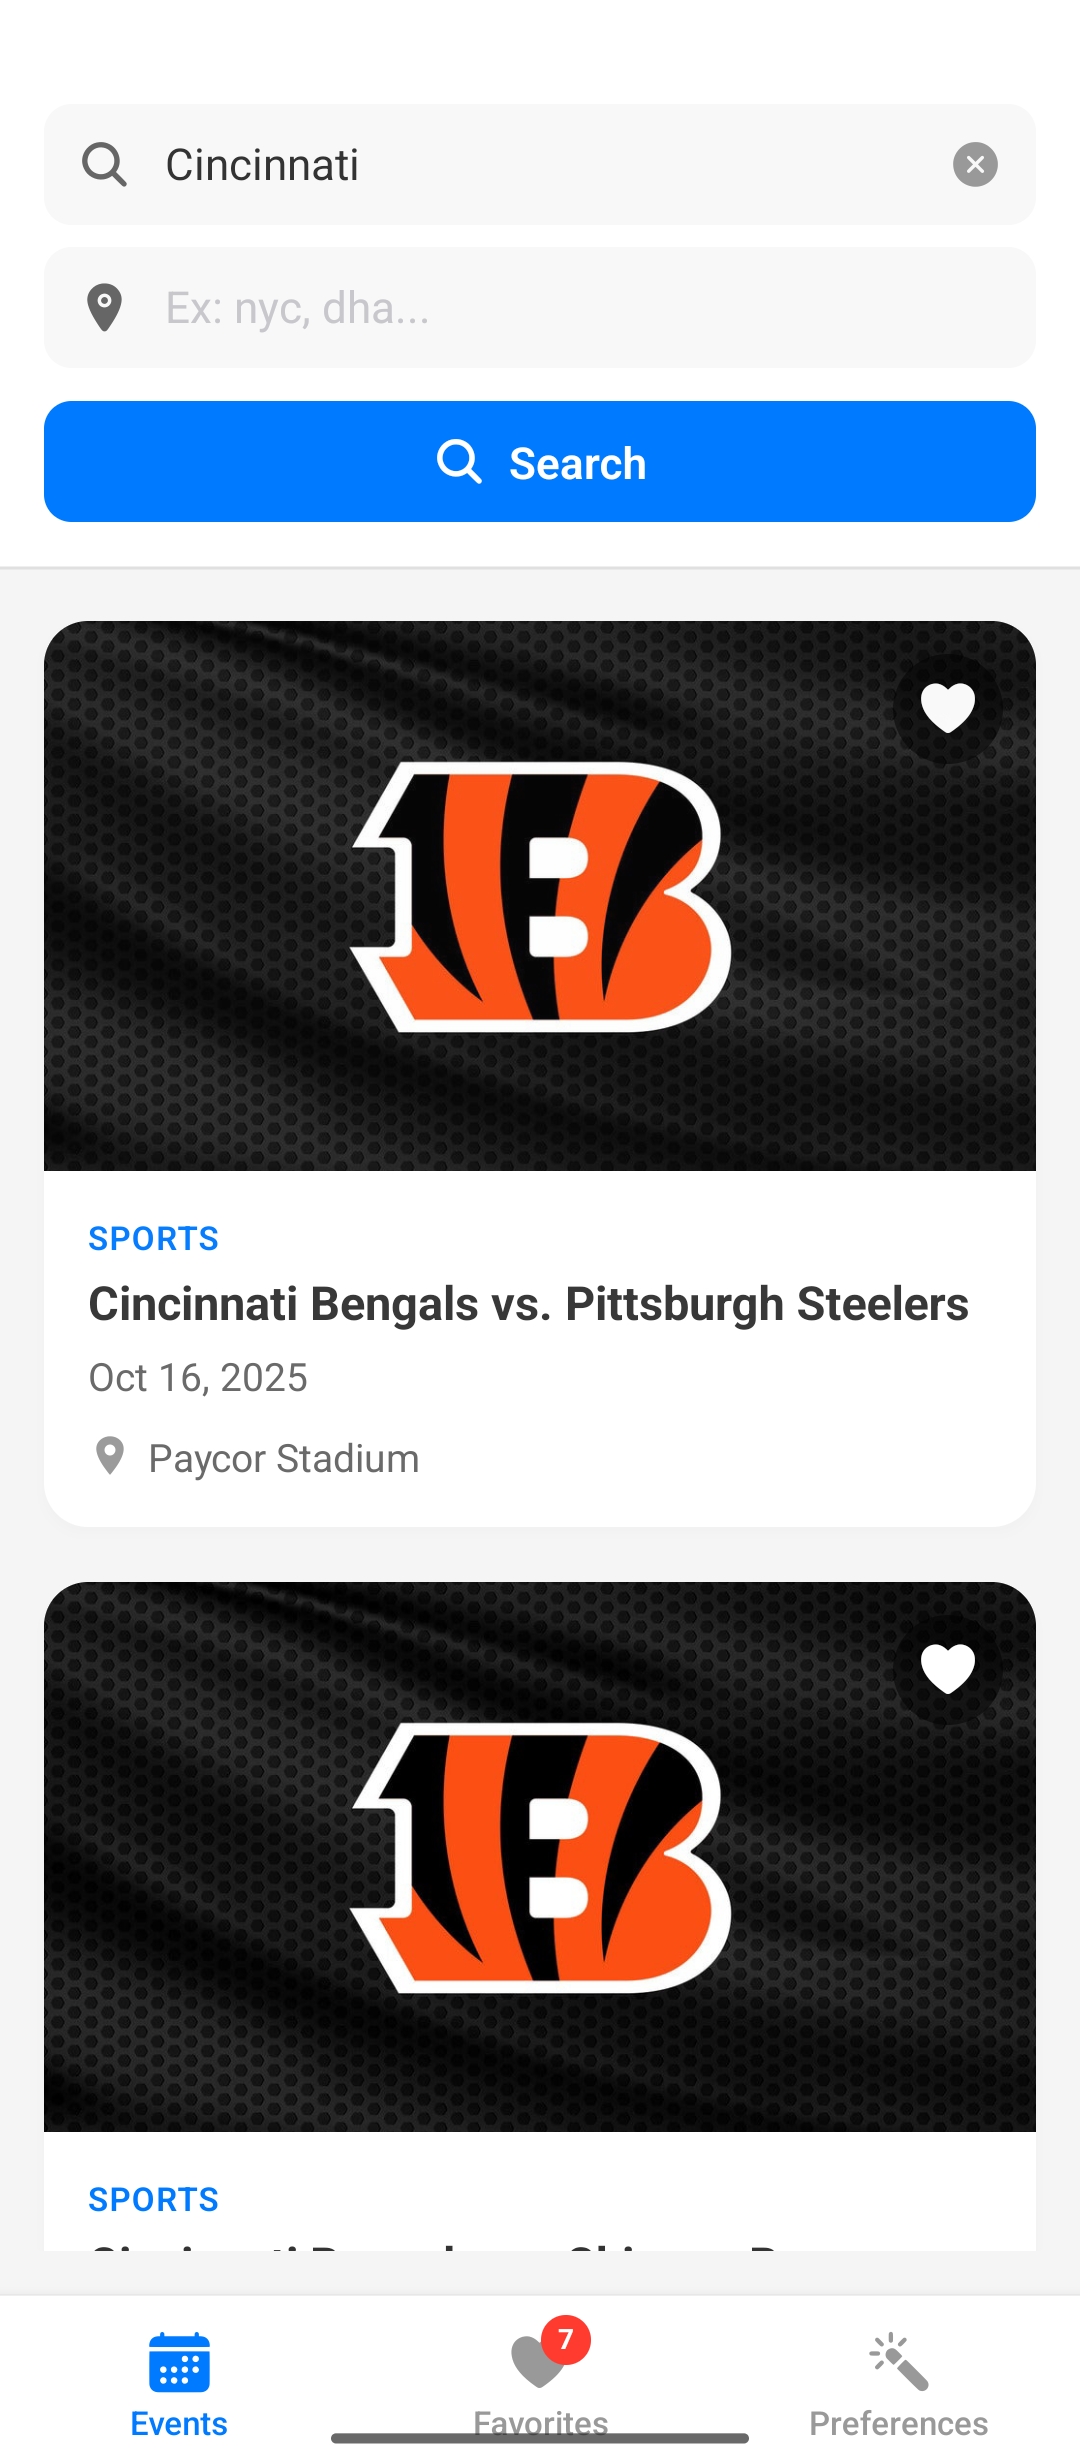 Cincinnati
Ex: nyc, dha...
Search
SPORTS
Cincinnati Bengals vs. Pittsburgh Steelers
Oct 16, 2025
Paycor Stadium
SPORTS
7
Events
Favorites
Preferences